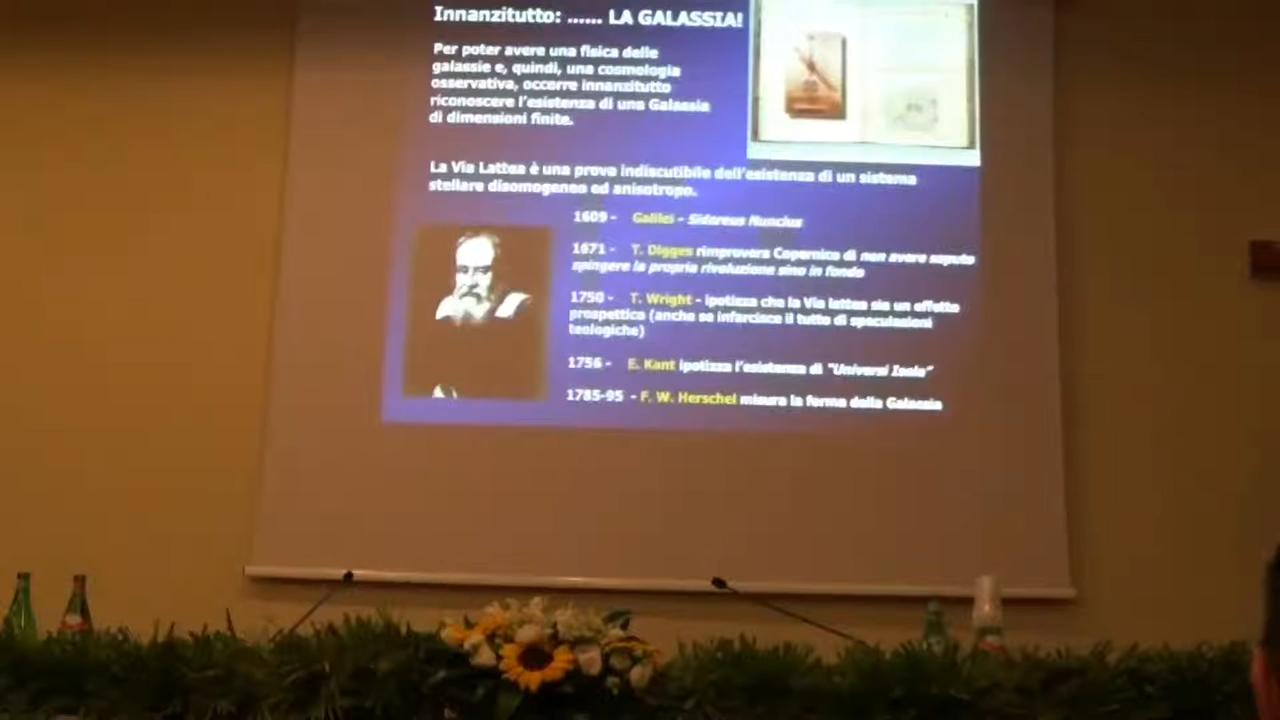 Innanzitutto: ...... LA GALASSIA!
Per poter avere una fisica delle
galassie e, quindi, una cosmologia
osservativa, occorre innanzitutto
riconoscere l'esistenza di una Galassia
di dimensioni finite.
La Via Lattea è una prova indiscutibile dell'esistenza di un sistema
stellare disomogeneo ed anisotropo.
1609 - Galilei - Sidereus Nuncius
1671 - T. Digges rimprovera Copernico di non avere saputo
spingere la propria rivoluzione sino in fondo
1750 - T. Wright - ipotizza che la Via lattea sia un effetto
prospettico (anche se infarcisce il tutto di speculazioni
teologiche)
1756 - E. Kant ipotizza l'esistenza di "Universi Isola"
1785-95 - F. W. Herschel misura la forma della Galassia